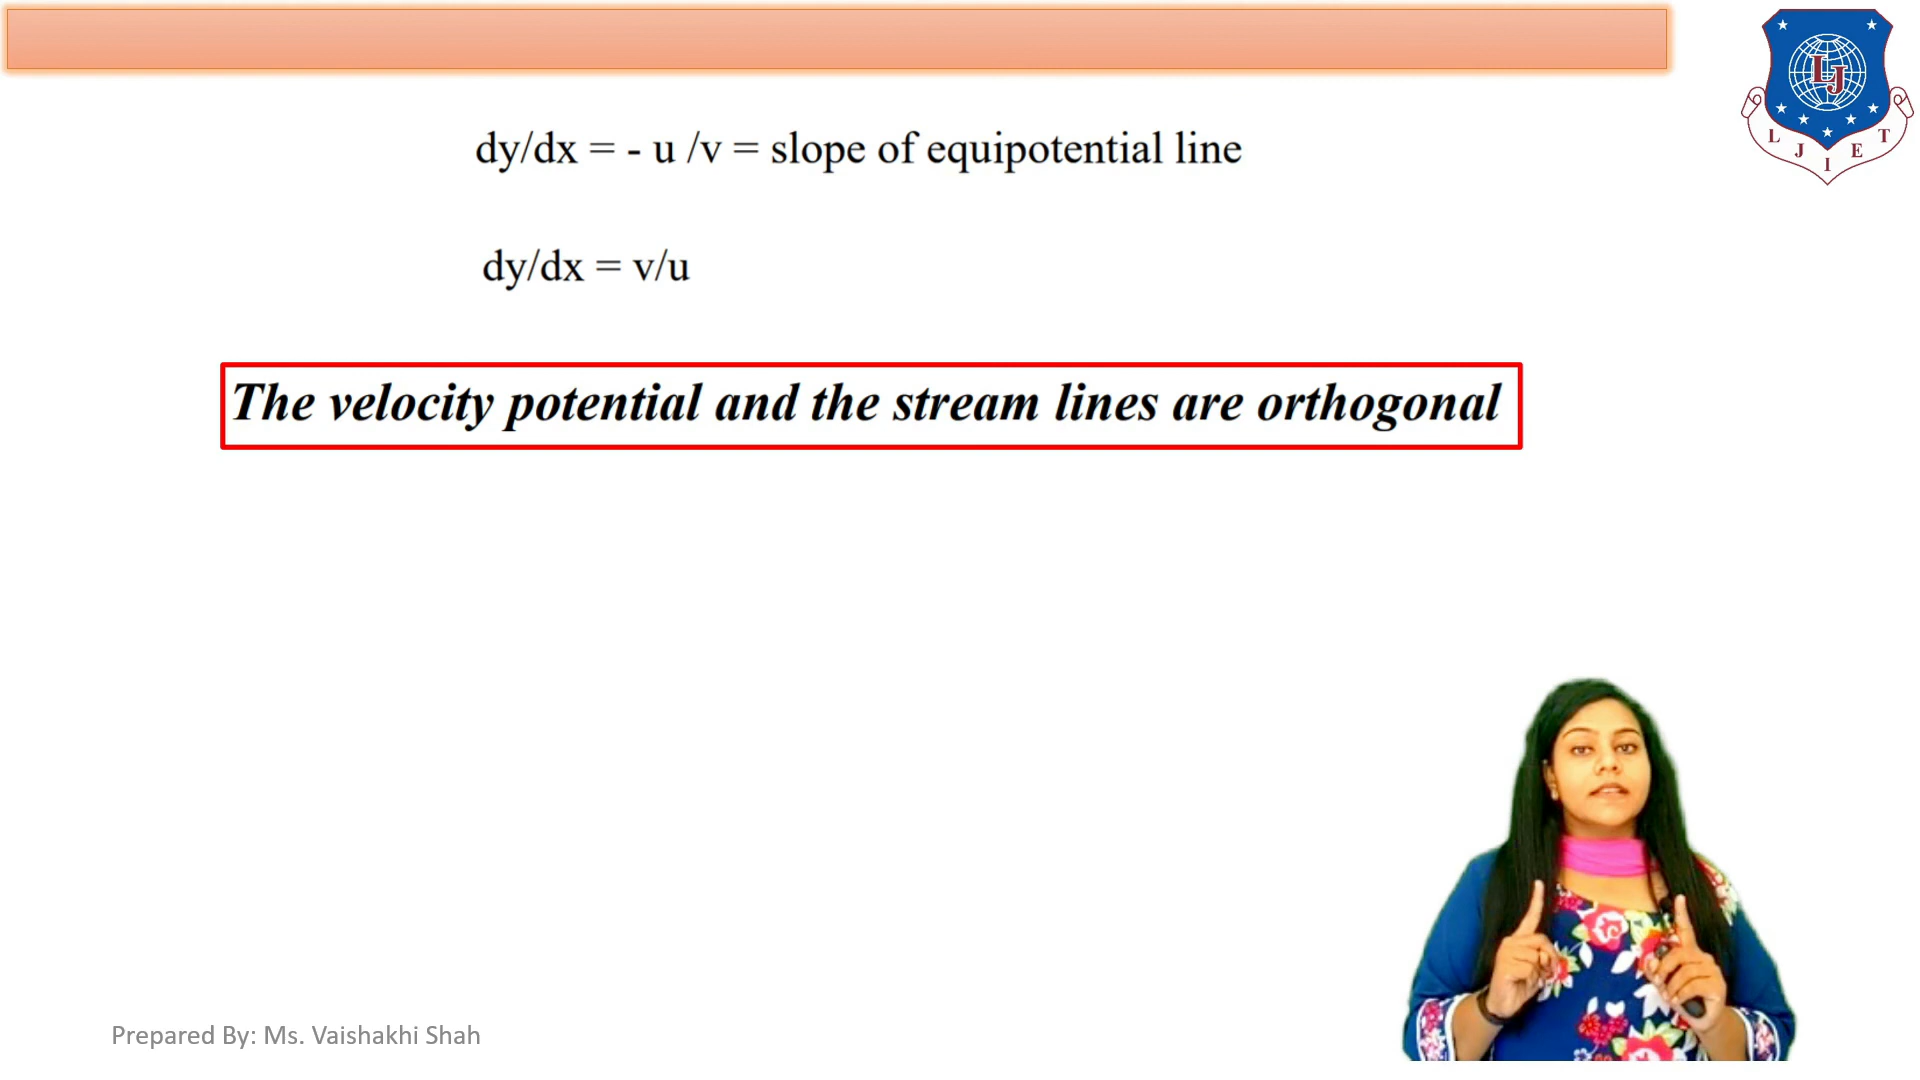 dy/dx = - u /v = slope of equipotential line
dy/dx = v/u
The velocity potential and the stream lines are orthogonal
LJ
L J I E T
Prepared By: Ms. Vaishakhi Shah